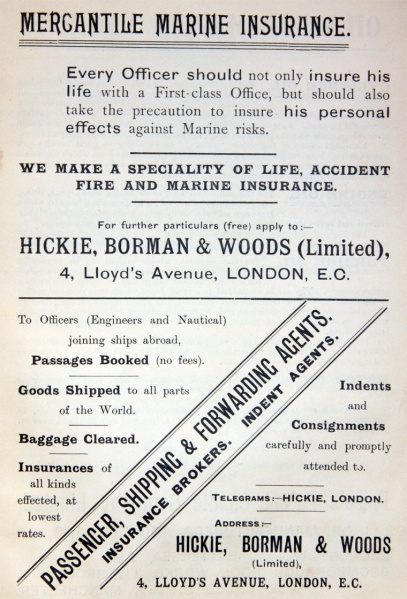 MERCANTILE MARINE INSURANCE.
Every Officer should not only insure his
life with a First-class Office, but should also
take the precaution to insure his personal
effects against Marine risks.
WE MAKE A SPECIALITY OF LIFE, ACCIDENT
FIRE AND MARINE INSURANCE.
For further particulars (free) apply to:—
HICKIE, BORMAN & WOODS (Limited),
4, Lloyd's Avenue, LONDON, E.C.
To Officers (Engineers and Nautical)
joining ships abroad,
Passages Booked (no fees).
Goods Shipped to all parts
of the World.
Baggage Cleared.
Insurances of
all kinds
effected, at
lowest
rates.
PASSENCER, SHIPPING & FORWARDING AGENTS.
INSURANCE BROKERS. INDENT AGENTS.
Indents
and
Consignments
carefully and promptly
attended to.
TELEGRAMS:—HICKIE, LONDON.
ADDRESS:—
HICKIE, BORMAN & WOODS
(Limited),
4, LLOYD'S AVENUE, LONDON, E.C.